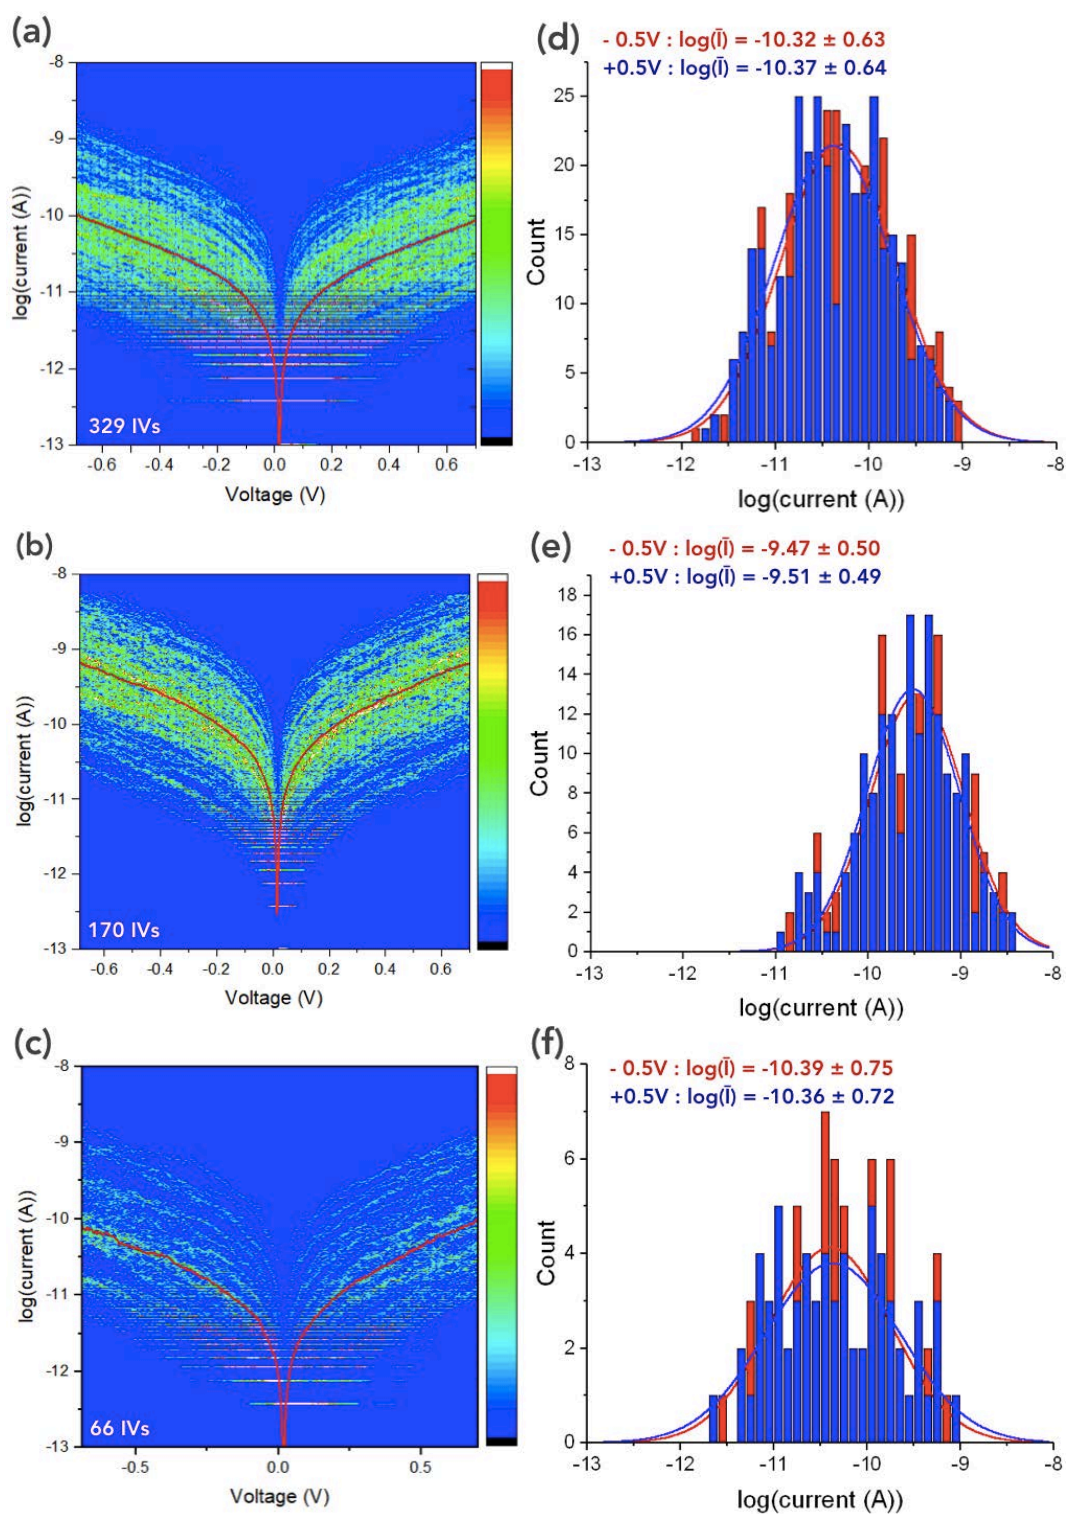 (a)
-8
-9
-10
-11
-12
-13
log(current (A))
329 IVs
-0.6 -0.4 -0.2 0.0 0.2 0.4 0.6
Voltage (V)
(d)
- 0.5V : log(Ī) = -10.32 ± 0.63
+0.5V : log(Ī) = -10.37 ± 0.64
25
20
15
10
5
0
Count
-13 -12 -11 -10 -9 -8
log(current (A))
(b)
-8
-9
-10
-11
-12
-13
log(current (A))
170 IVs
-0.6 -0.4 -0.2 0.0 0.2 0.4 0.6
Voltage (V)
(e)
- 0.5V : log(Ī) = -9.47 ± 0.50
+0.5V : log(Ī) = -9.51 ± 0.49
18
16
14
12
10
8
6
4
2
0
Count
-13 -12 -11 -10 -9 -8
log(current (A))
(c)
-8
-9
-10
-11
-12
-13
log(current (A))
66 IVs
-0.5 0.0 0.5
Voltage (V)
(f)
- 0.5V : log(Ī) = -10.39 ± 0.75
+0.5V : log(Ī) = -10.36 ± 0.72
8
6
4
2
0
Count
-13 -12 -11 -10 -9 -8
log(current (A))